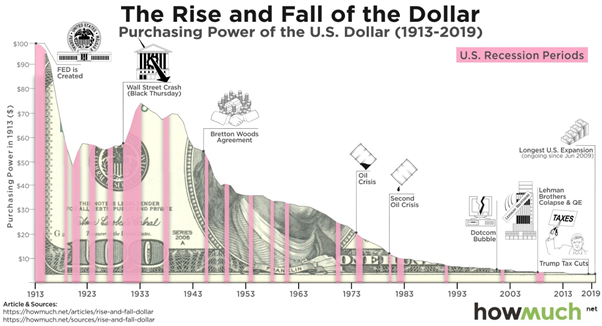 The Rise and Fall of the Dollar
Purchasing Power of the U.S. Dollar (1913-2019)
U.S. Recession Periods
Purchasing Power in 1913 ($)
$100
$90
$80
$70
$60
$50
$40
$30
$20
$10
FED is
Created
Wall Street Crash
(Black Thursday)
Bretton Woods
Agreement
Oil
Crisis
Second
Oil Crisis
Dotcom
Bubble
Longest U.S. Expansion
(ongoing since Jun 2009)
Lehman
Brothers
Colapse & QE
TAXES
Trump Tax Cuts
SERIES
2006
A
FRANKLIN
1913
1923
1933
1943
1953
1963
1973
1983
1993
2003
2013
2019
Article & Sources:
https://howmuch.net/articles/rise-and-fall-dollar
https://howmuch.net/sources/rise-and-fall-dollar
howmuch.net